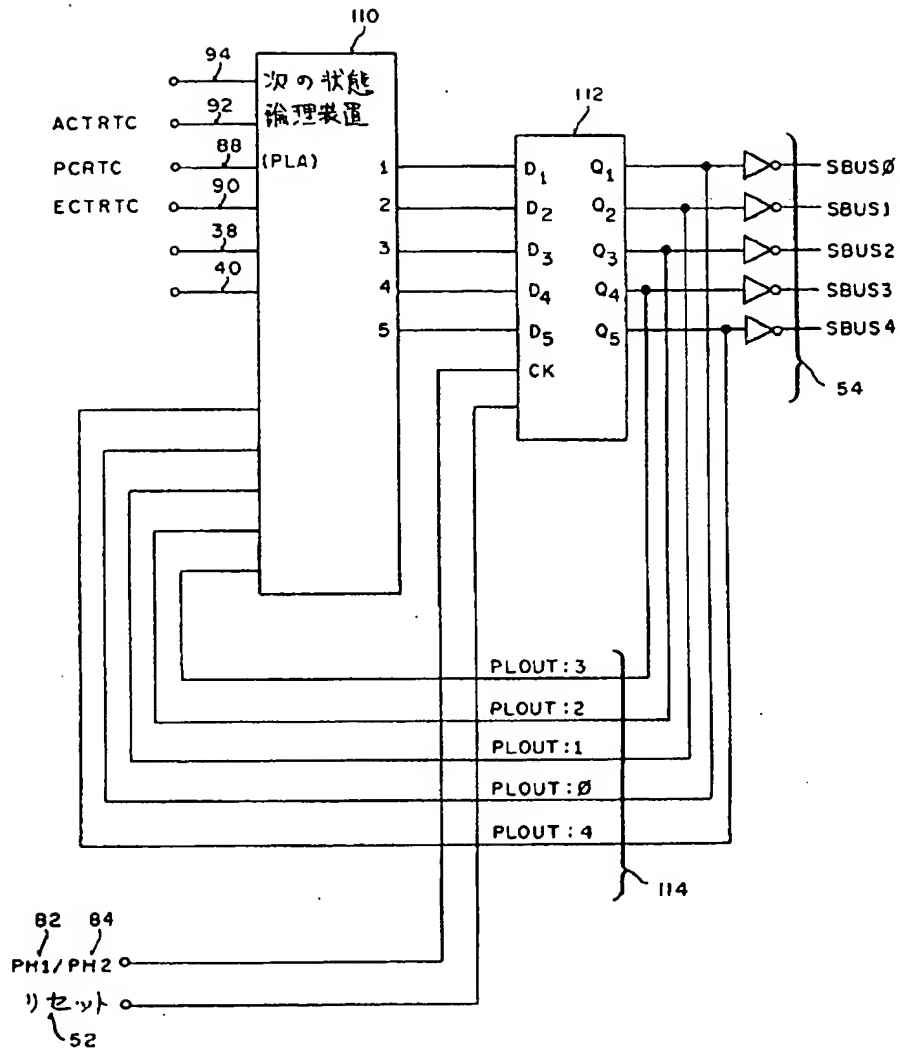 110
94
次の状態
論理装置
(PLA)
ACTRTC
92
PCRTC
88
ECTRTC
90
38
40
1
2
3
4
5
112
D1
D2
D3
D4
D5
CK
Q1
Q2
Q3
Q4
Q5
SBUSØ
SBUS1
SBUS2
SBUS3
SBUS4
54
PLOUT:3
PLOUT:2
PLOUT:1
PLOUT:Ø
PLOUT:4
114
82
84
PH1/PH2
リセット
52